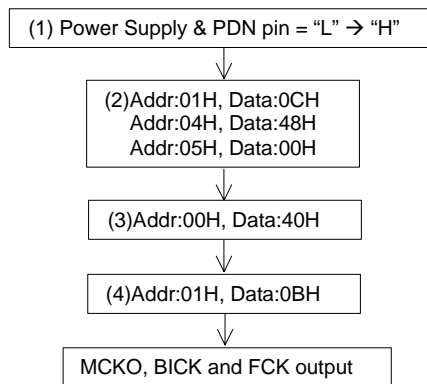 (1) Power Supply & PDN pin = “L” → “H”
(2)Addr:01H, Data:0CH
Addr:04H, Data:48H
Addr:05H, Data:00H
(3)Addr:00H, Data:40H
(4)Addr:01H, Data:0BH
MCKO, BICK and FCK output